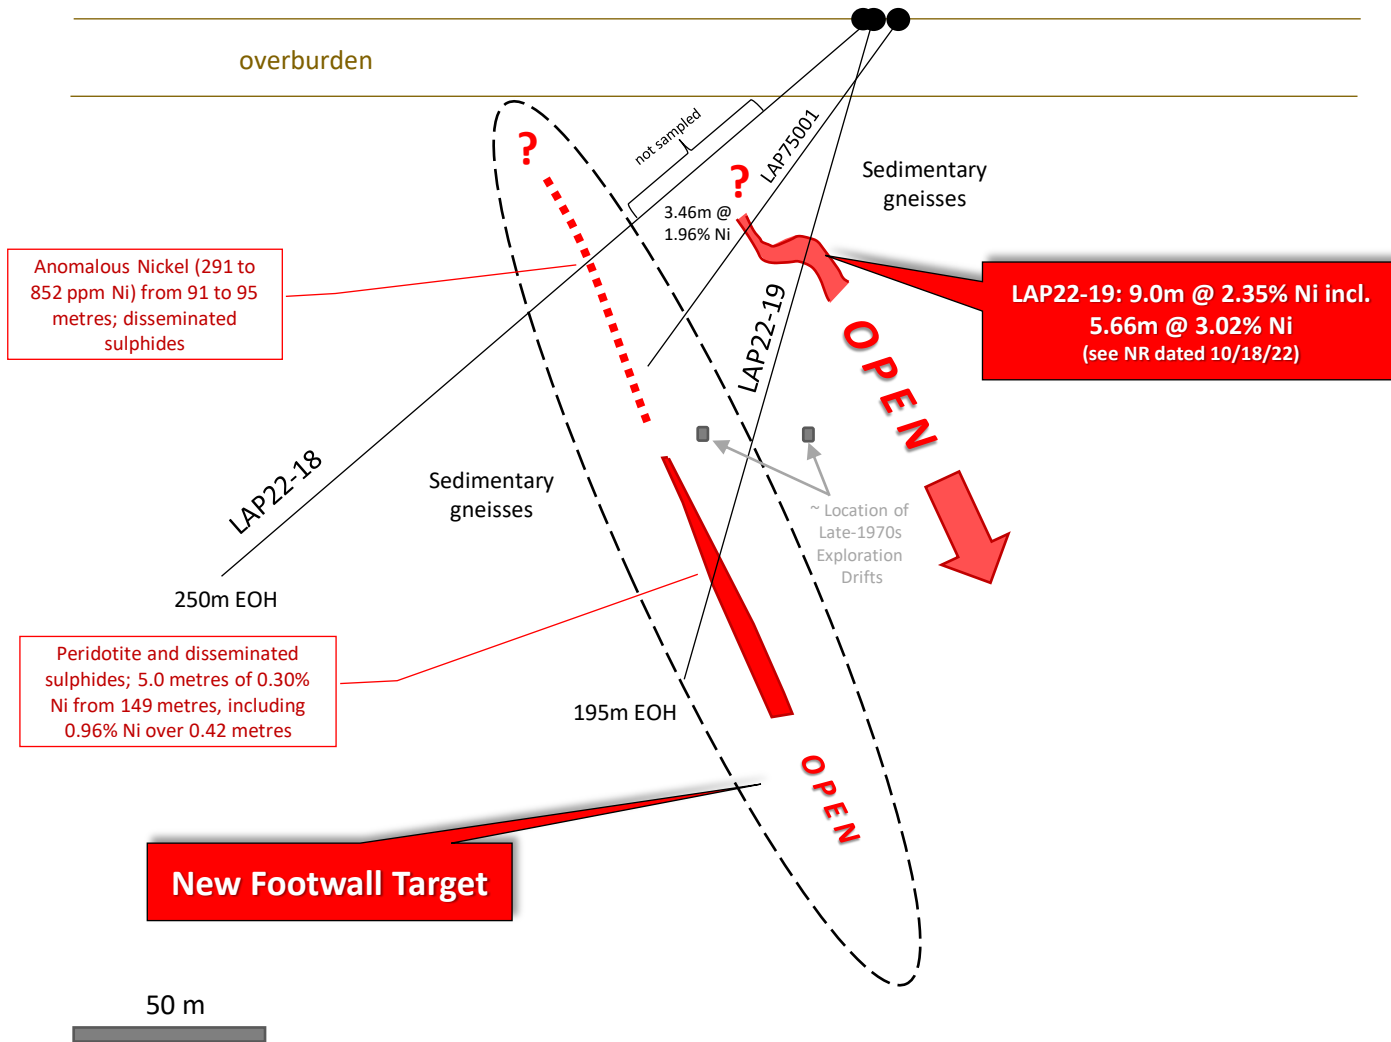 overburden
not sampled
LAP75001
?
?
Sedimentary
gneisses
3.46m @
1.96% Ni
Anomalous Nickel (291 to
852 ppm Ni) from 91 to 95
metres; disseminated
sulphides
LAP22-19: 9.0m @ 2.35% Ni incl.
5.66m @ 3.02% Ni
(see NR dated 10/18/22)
LAP22-19
OPEN
LAP22-18
Sedimentary
gneisses
~ Location of
Late-1970s
Exploration
Drifts
250m EOH
Peridotite and disseminated
sulphides; 5.0 metres of 0.30%
Ni from 149 metres, including
0.96% Ni over 0.42 metres
195m EOH
OPEN
New Footwall Target
50 m